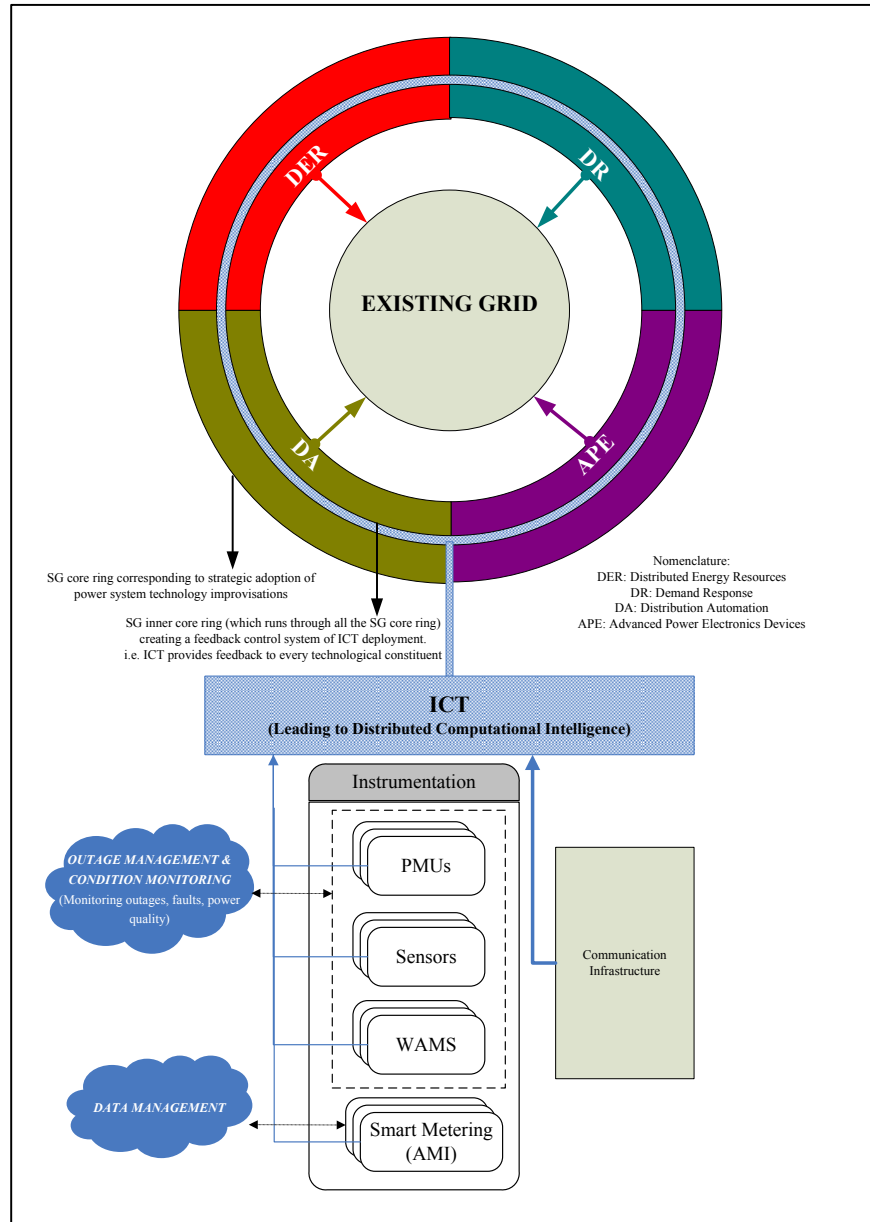 DER
DR
EXISTING GRID
DA
APE
SG core ring corresponding to strategic adoption of
power system technology improvisations
SG inner core ring (which runs through all the SG core ring)
creating a feedback control system of ICT deployment.
i.e. ICT provides feedback to every technological constituent
Nomenclature:
DER: Distributed Energy Resources
DR: Demand Response
DA: Distribution Automation
APE: Advanced Power Electronics Devices
ICT
(Leading to Distributed Computational Intelligence)
Instrumentation
OUTAGE MANAGEMENT &
CONDITION MONITORING
(Monitoring outages, faults, power
quality)
PMUs
Sensors
WAMS
Communication
Infrastructure
DATA MANAGEMENT
Smart Metering
(AMI)